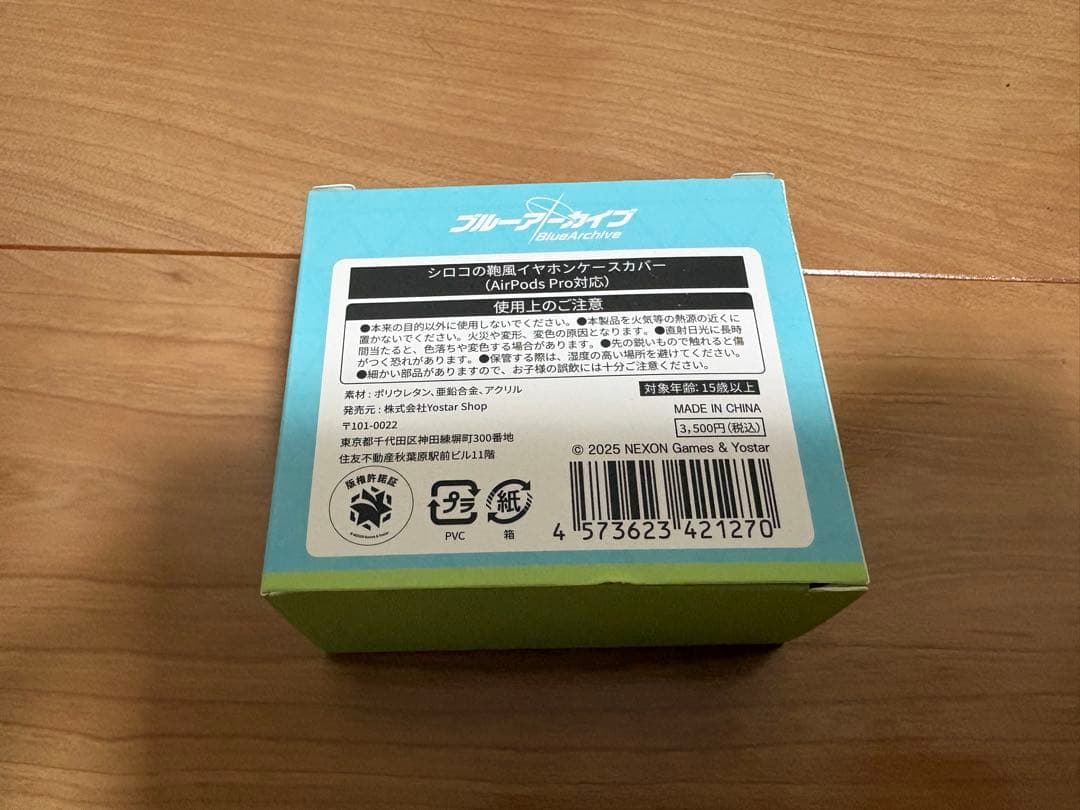 ブルーアーカイブ
BlueArchive
シロコの鞄風イヤホンケースカバー
（AirPods Pro対応）
使用上のご注意
●本来の目的以外に使用しないでください。●本製品を火気等の熱源の近くに
置かないでください。火災や変形、変色の原因となります。●直射日光に長時
間当たると、色落ちや変色する場合があります。●先の鋭いもので触れると傷
がつく恐れがあります。●保管する際は、湿度の高い場所を避けてください。
●細かい部品がありますので、お子様の誤飲には十分ご注意ください。
素材 : ポリウレタン、亜鉛合金、アクリル
対象年齢: 15歳以上
発売元 : 株式会社Yostar Shop
MADE IN CHINA
〒101-0022
3,500円（税込）
東京都千代田区神田練塀町300番地
© 2025 NEXON Games & Yostar
住友不動産秋葉原駅前ビル11階
版権許諾証
© NEXON Games & Yostar
プラ
紙
PVC
箱
4 573623 421270